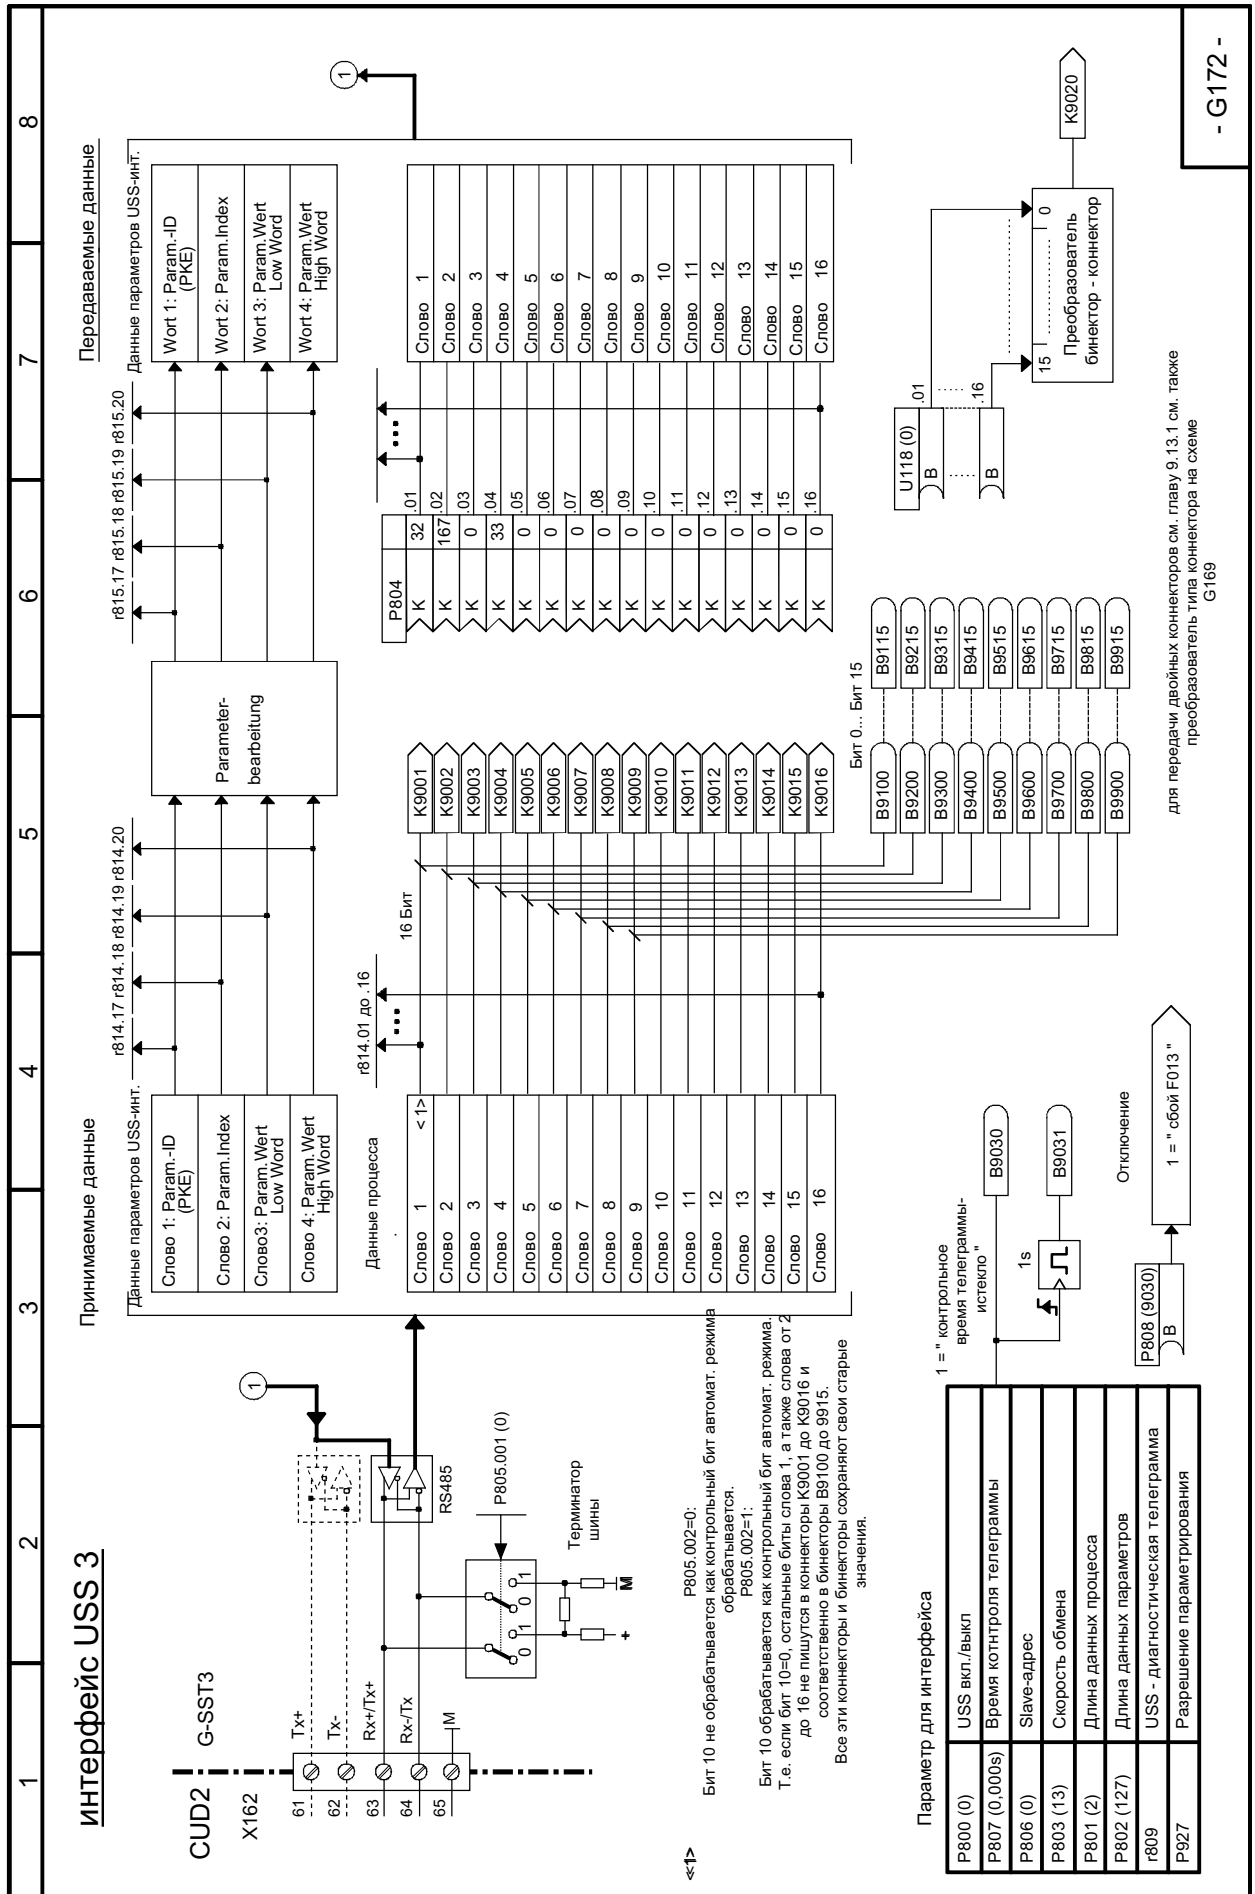 1 2 3 4 5 6 7 8
интерфейс USS 3
CUD2
G-SST3
X162
61
62
63
64
65
Tx+
Tx-
Rx+/Tx+
Rx-/Tx
M
1
RS485
P805.001 (0)
0 1 0 1
+
M
Терминатор
шины
Принимаемые данные
Данные параметров USS-инт.
Слово 1: Param.-ID
(PKE)
Слово 2: Param.Index
Слово3: Param.Wert
Low Word
Слово 4: Param.Wert
High Word
r814.17 r814.18 r814.19 r814.20
Parameter-
bearbeitung
r815.17 r815.18 r815.19 r815.20
Передаваемые данные
Данные параметров USS-инт.
Wort 1: Param.-ID
(PKE)
Wort 2: Param.Index
Wort 3: Param.Wert
Low Word
Wort 4: Param.Wert
High Word
1
Данные процесса
Слово 1 <1>
Слово 2
Слово 3
Слово 4
Слово 5
Слово 6
Слово 7
Слово 8
Слово 9
Слово 10
Слово 11
Слово 12
Слово 13
Слово 14
Слово 15
Слово 16
r814.01 до .16
16 Бит
K9001
K9002
K9003
K9004
K9005
K9006
K9007
K9008
K9009
K9010
K9011
K9012
K9013
K9014
K9015
K9016
P804
K 32 .01
K 167 .02
K 0 .03
K 33 .04
K 0 .05
K 0 .06
K 0 .07
K 0 .08
K 0 .09
K 0 .10
K 0 .11
K 0 .12
K 0 .13
K 0 .14
K 0 .15
K 0 .16
Слово 1
Слово 2
Слово 3
Слово 4
Слово 5
Слово 6
Слово 7
Слово 8
Слово 9
Слово 10
Слово 11
Слово 12
Слово 13
Слово 14
Слово 15
Слово 16
Бит 0... Бит 15
B9100 B9115
B9200 B9215
B9300 B9315
B9400 B9415
B9500 B9515
B9600 B9615
B9700 B9715
B9800 B9815
B9900 B9915
<1>
P805.002=0:
Бит 10 не обрабатывается как контрольный бит автомат. режима
обрабатывается.
P805.002=1:
Бит 10 обрабатывается как контрольный бит автомат. режима.
Т.е. если бит 10=0, остальные биты слова 1, а также слова от 2
до 16 не пишутся в коннекторы K9001 до K9016 и
соответственно в бинекторы B9100 до 9915.
Все эти коннекторы и бинекторы сохраняют свои старые
значения.
U118 (0)
B .01
B .16
15 0
Преобразователь
бинектор - коннектор
K9020
Параметр для интерфейса
P800 (0) USS вкл./выкл
P807 (0,000s) Время котнтроля телеграммы
P806 (0) Slave-адрес
P803 (13) Скорость обмена
P801 (2) Длина данных процесса
P802 (127) Длина данных параметров
r809 USS - диагностическая телеграмма
P927 Разрешение параметрирования
1 = " контрольное
время телеграммы-
истекло "
B9030
1s
B9031
P808 (9030)
B
Отключение
1 = " сбой F013 "
для передачи двойных коннекторов см. главу 9.13.1 см. также
преобразователь типа коннектора на схеме
G169
- G172 -